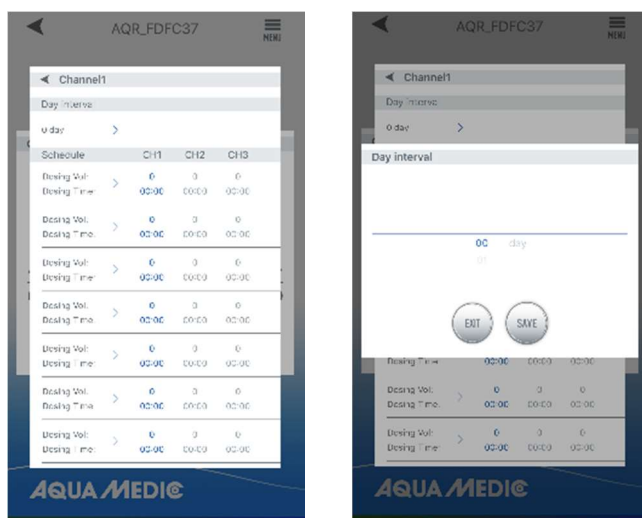 AQR_FDFC37
MENU
Channel1
Day Interval
0 day
Schedule CH1 CH2 CH3
Dosing Vol: 0 0 0
Dosing Time: 00:00 00:00 00:00
Dosing Vol: 0 0 0
Dosing Time: 00:00 00:00 00:00
Dosing Vol: 0 0 0
Dosing Time: 00:00 00:00 00:00
Dosing Vol: 0 0 0
Dosing Time: 00:00 00:00 00:00
Dosing Vol: 0 0 0
Dosing Time: 00:00 00:00 00:00
Dosing Vol: 0 0 0
Dosing Time: 00:00 00:00 00:00
Dosing Vol: 0 0 0
Dosing Time: 00:00 00:00 00:00
AQUA MEDIC
AQR_FDFC37
MENU
Channel1
Day Interval
0 day
Day interval
00 day
01
EXIT SAVE
Dosing Time: 00:00 00:00 00:00
Dosing Vol: 0 0 0
Dosing Time: 00:00 00:00 00:00
Dosing Vol: 0 0 0
Dosing Time: 00:00 00:00 00:00
AQUA MEDIC